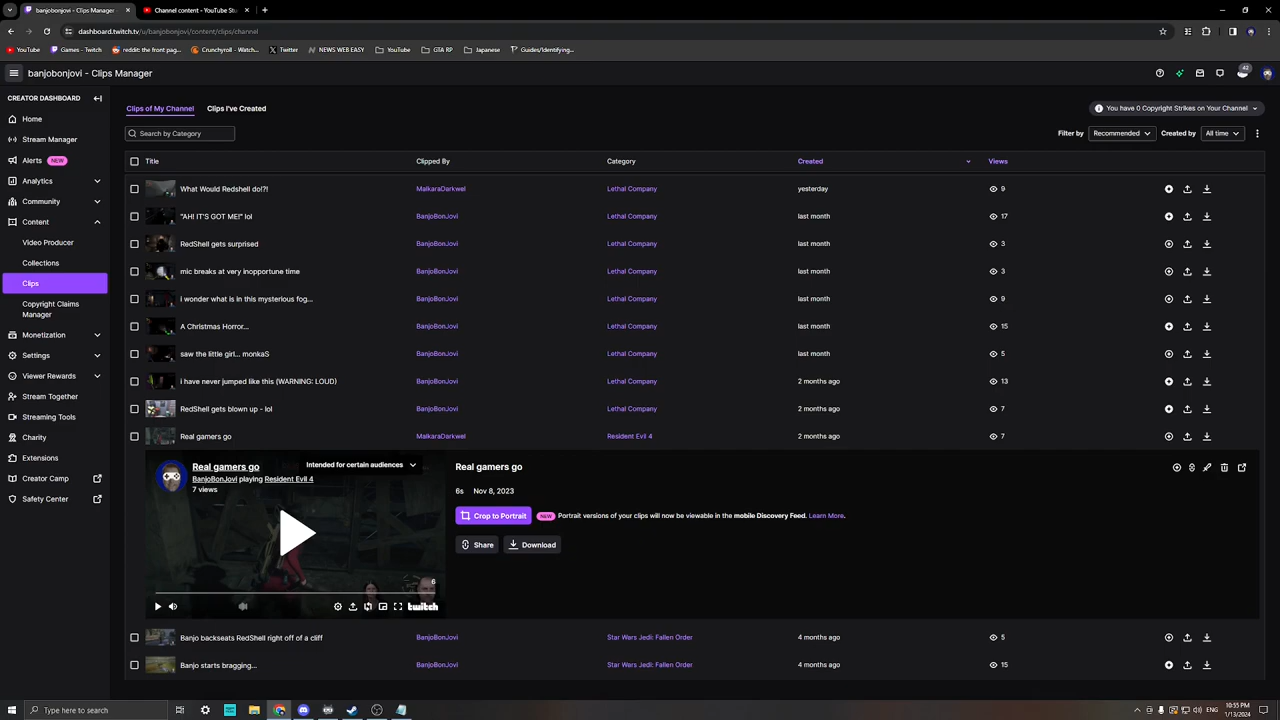 banjobonjovi - Clips Manager
Channel content - YouTube Stu
dashboard.twitch.tv/u/banjobonjovi/content/clips/channel
YouTube
Games - Twitch
reddit: the front pag...
Crunchyroll - Watch...
Twitter
NEWS WEB EASY
YouTube
GTA RP
Japanese
Guides/Identifying...
banjobonjovi - Clips Manager
42
CREATOR DASHBOARD
Home
Stream Manager
Alerts NEW
Analytics
Community
Content
Video Producer
Collections
Clips
Copyright Claims
Manager
Monetization
Settings
Viewer Rewards
Stream Together
Streaming Tools
Charity
Extensions
Creator Camp
Safety Center
Clips of My Channel
Clips I've Created
You have 0 Copyright Strikes on Your Channel
Search by Category
Filter by Recommended Created by All time
Title Clipped By Category Created Views
What Would Redshell do!?! MalkaraDarkwel Lethal Company yesterday 9
"AH! IT'S GOT ME!" lol BanjoBonJovi Lethal Company last month 17
RedShell gets surprised BanjoBonJovi Lethal Company last month 3
mic breaks at very inopportune time BanjoBonJovi Lethal Company last month 3
i wonder what is in this mysterious fog... BanjoBonJovi Lethal Company last month 9
A Christmas Horror... BanjoBonJovi Lethal Company last month 15
saw the little girl... monkaS BanjoBonJovi Lethal Company last month 5
i have never jumped like this (WARNING: LOUD) BanjoBonJovi Lethal Company 2 months ago 13
RedShell gets blown up - lol BanjoBonJovi Lethal Company 2 months ago 7
Real gamers go MalkaraDarkwel Resident Evil 4 2 months ago 7
Real gamers go
Intended for certain audiences
BanjoBonJovi playing Resident Evil 4
7 views
6
twitch
Real gamers go
6s Nov 8, 2023
Crop to Portrait NEW Portrait versions of your clips will now be viewable in the mobile Discovery Feed. Learn More.
Share Download
Banjo backseats RedShell right off of a cliff BanjoBonJovi Star Wars Jedi: Fallen Order 4 months ago 5
Banjo starts bragging... BanjoBonJovi Star Wars Jedi: Fallen Order 4 months ago 15
Type here to search
ENG
10:55 PM
1/13/2024